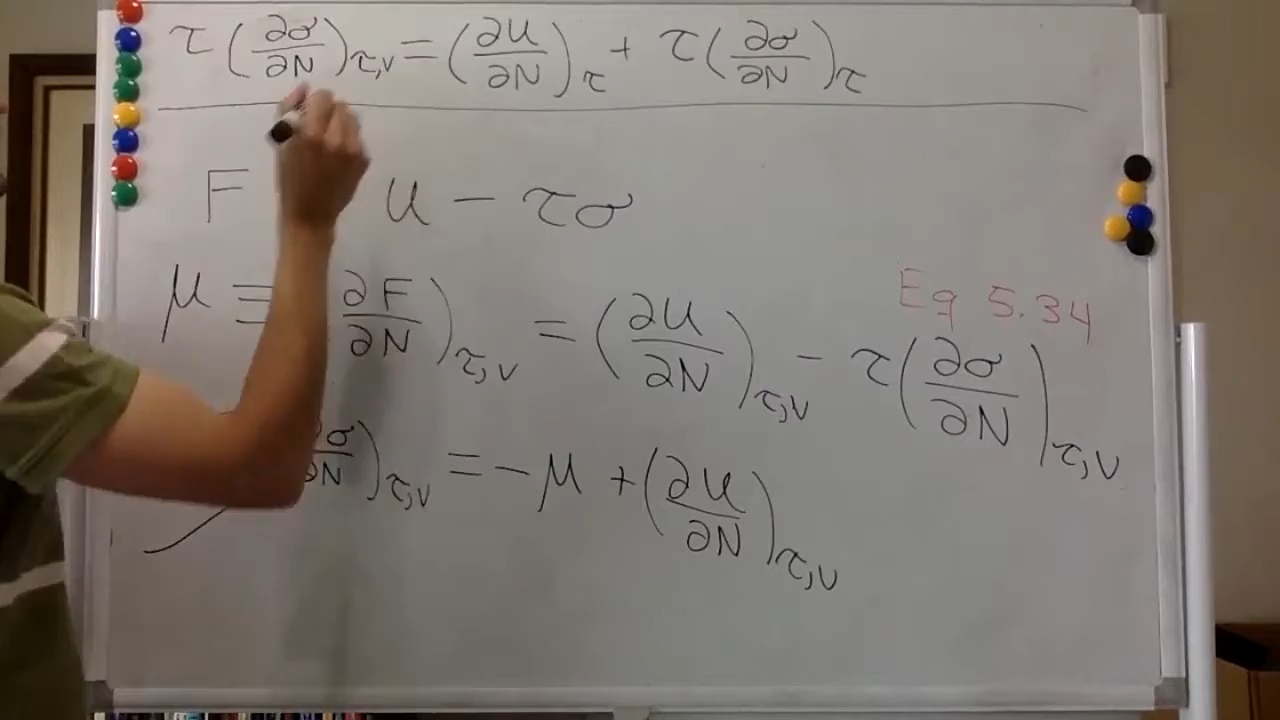 τ(∂σ/∂N)τ,V = (∂U/∂N)τ + τ(∂σ/∂N)τ
F U − τσ
Eq 5.34
μ ≡ ∂F/∂N)τ,V = (∂U/∂N)τ,V − τ(∂σ/∂N)τ,V
∂σ/∂N)τ,V = −μ + (∂U/∂N)τ,V